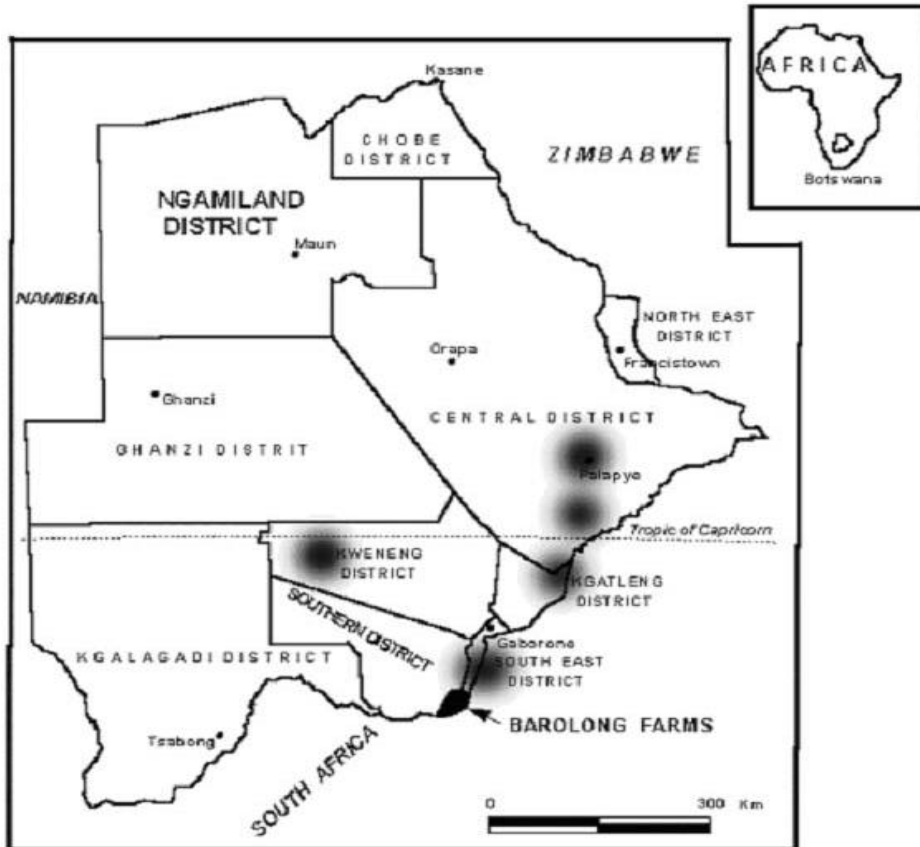 AFRICA
Botswana
Kasane
CHOBE
DISTRICT
ZIMBABWE
NGAMILAND
DISTRICT
Maun
NAMIBIA
NORTH EAST
DISTRICT
Francistown
Orapa
Ghanzi
CENTRAL DISTRICT
GHANZI DISTRIT
Palapye
Tropic of Capricorn
KWENENG
DISTRICT
KGATLENG
DISTRICT
SOUTHERN DISTRICT
Gaborone
SOUTH EAST
DISTRICT
KGALAGADI DISTRICT
BAROLONG FARMS
Tsabong
SOUTH AFRICA
0 300 Km